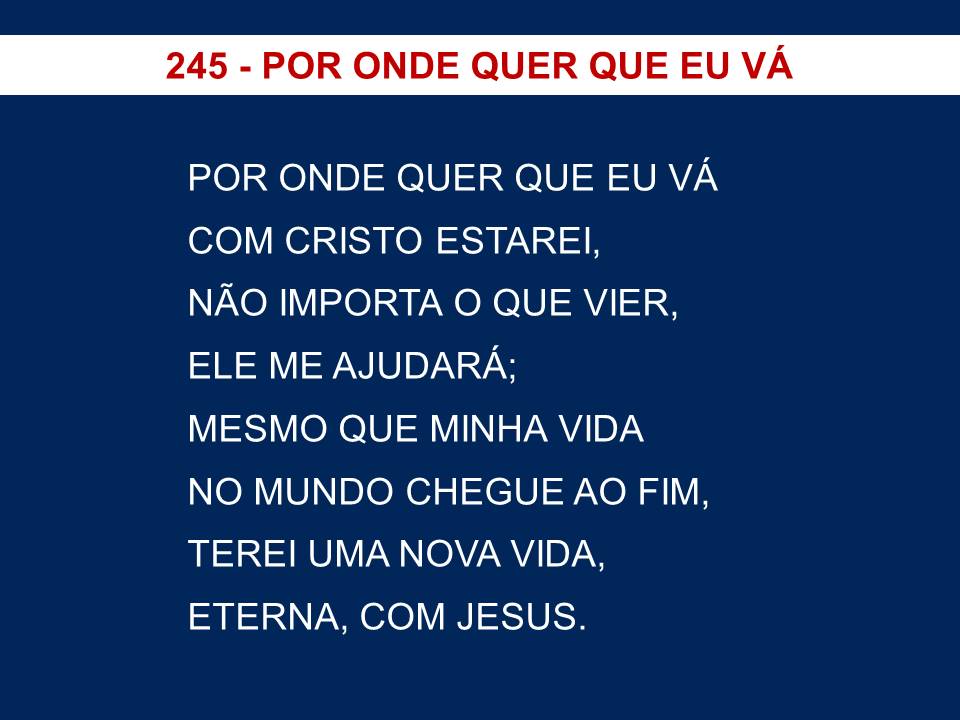 245 - POR ONDE QUER QUE EU VÁ
POR ONDE QUER QUE EU VÁ
COM CRISTO ESTAREI,
NÃO IMPORTA O QUE VIER,
ELE ME AJUDARÁ;
MESMO QUE MINHA VIDA
NO MUNDO CHEGUE AO FIM,
TEREI UMA NOVA VIDA,
ETERNA, COM JESUS.